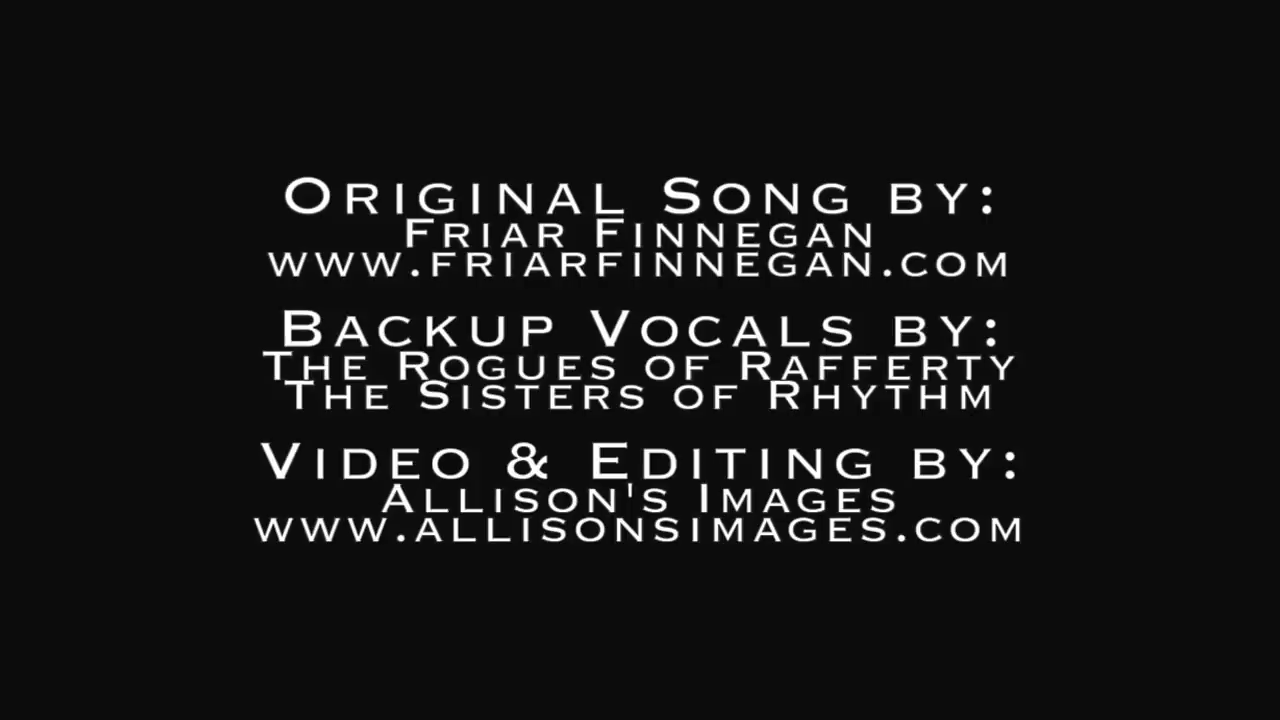 Original Song by:
Friar Finnegan
www.friarfinnegan.com
Backup Vocals by:
The Rogues of Rafferty
The Sisters of Rhythm
Video & Editing by:
Allison's Images
www.allisonsimages.com